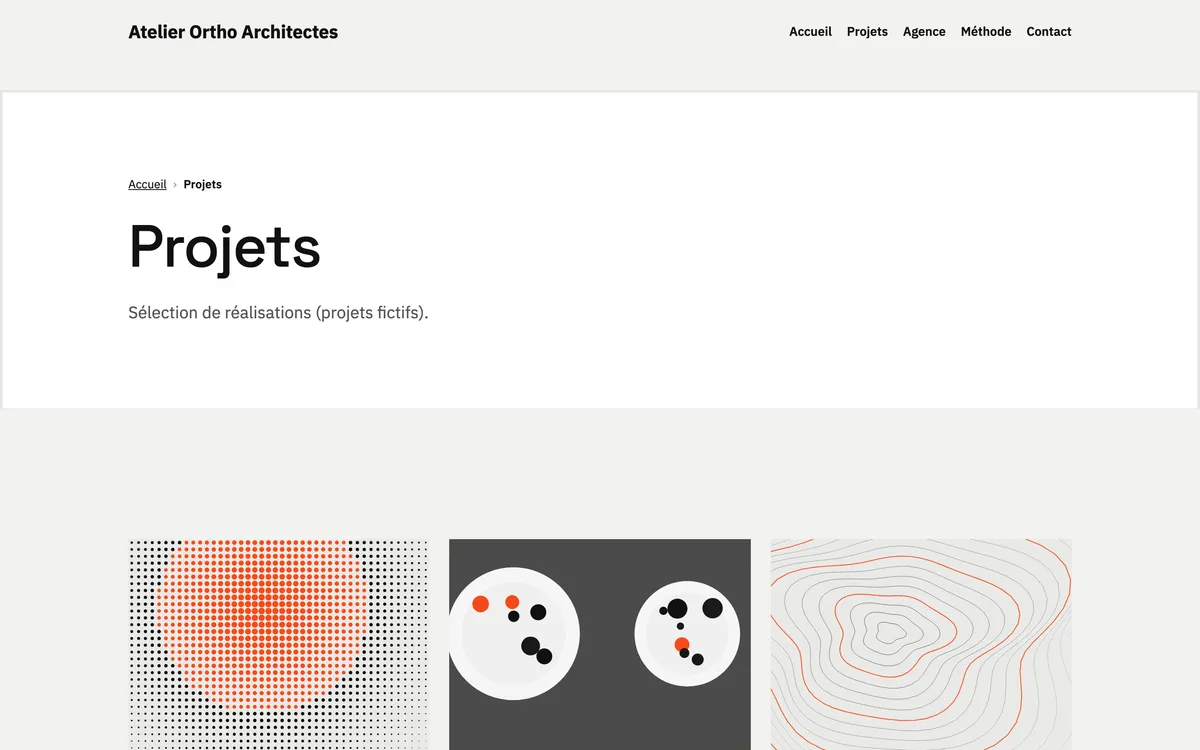 Atelier Ortho Architectes
Accueil Projets Agence Méthode Contact
Accueil › Projets
Projets
Sélection de réalisations (projets fictifs).